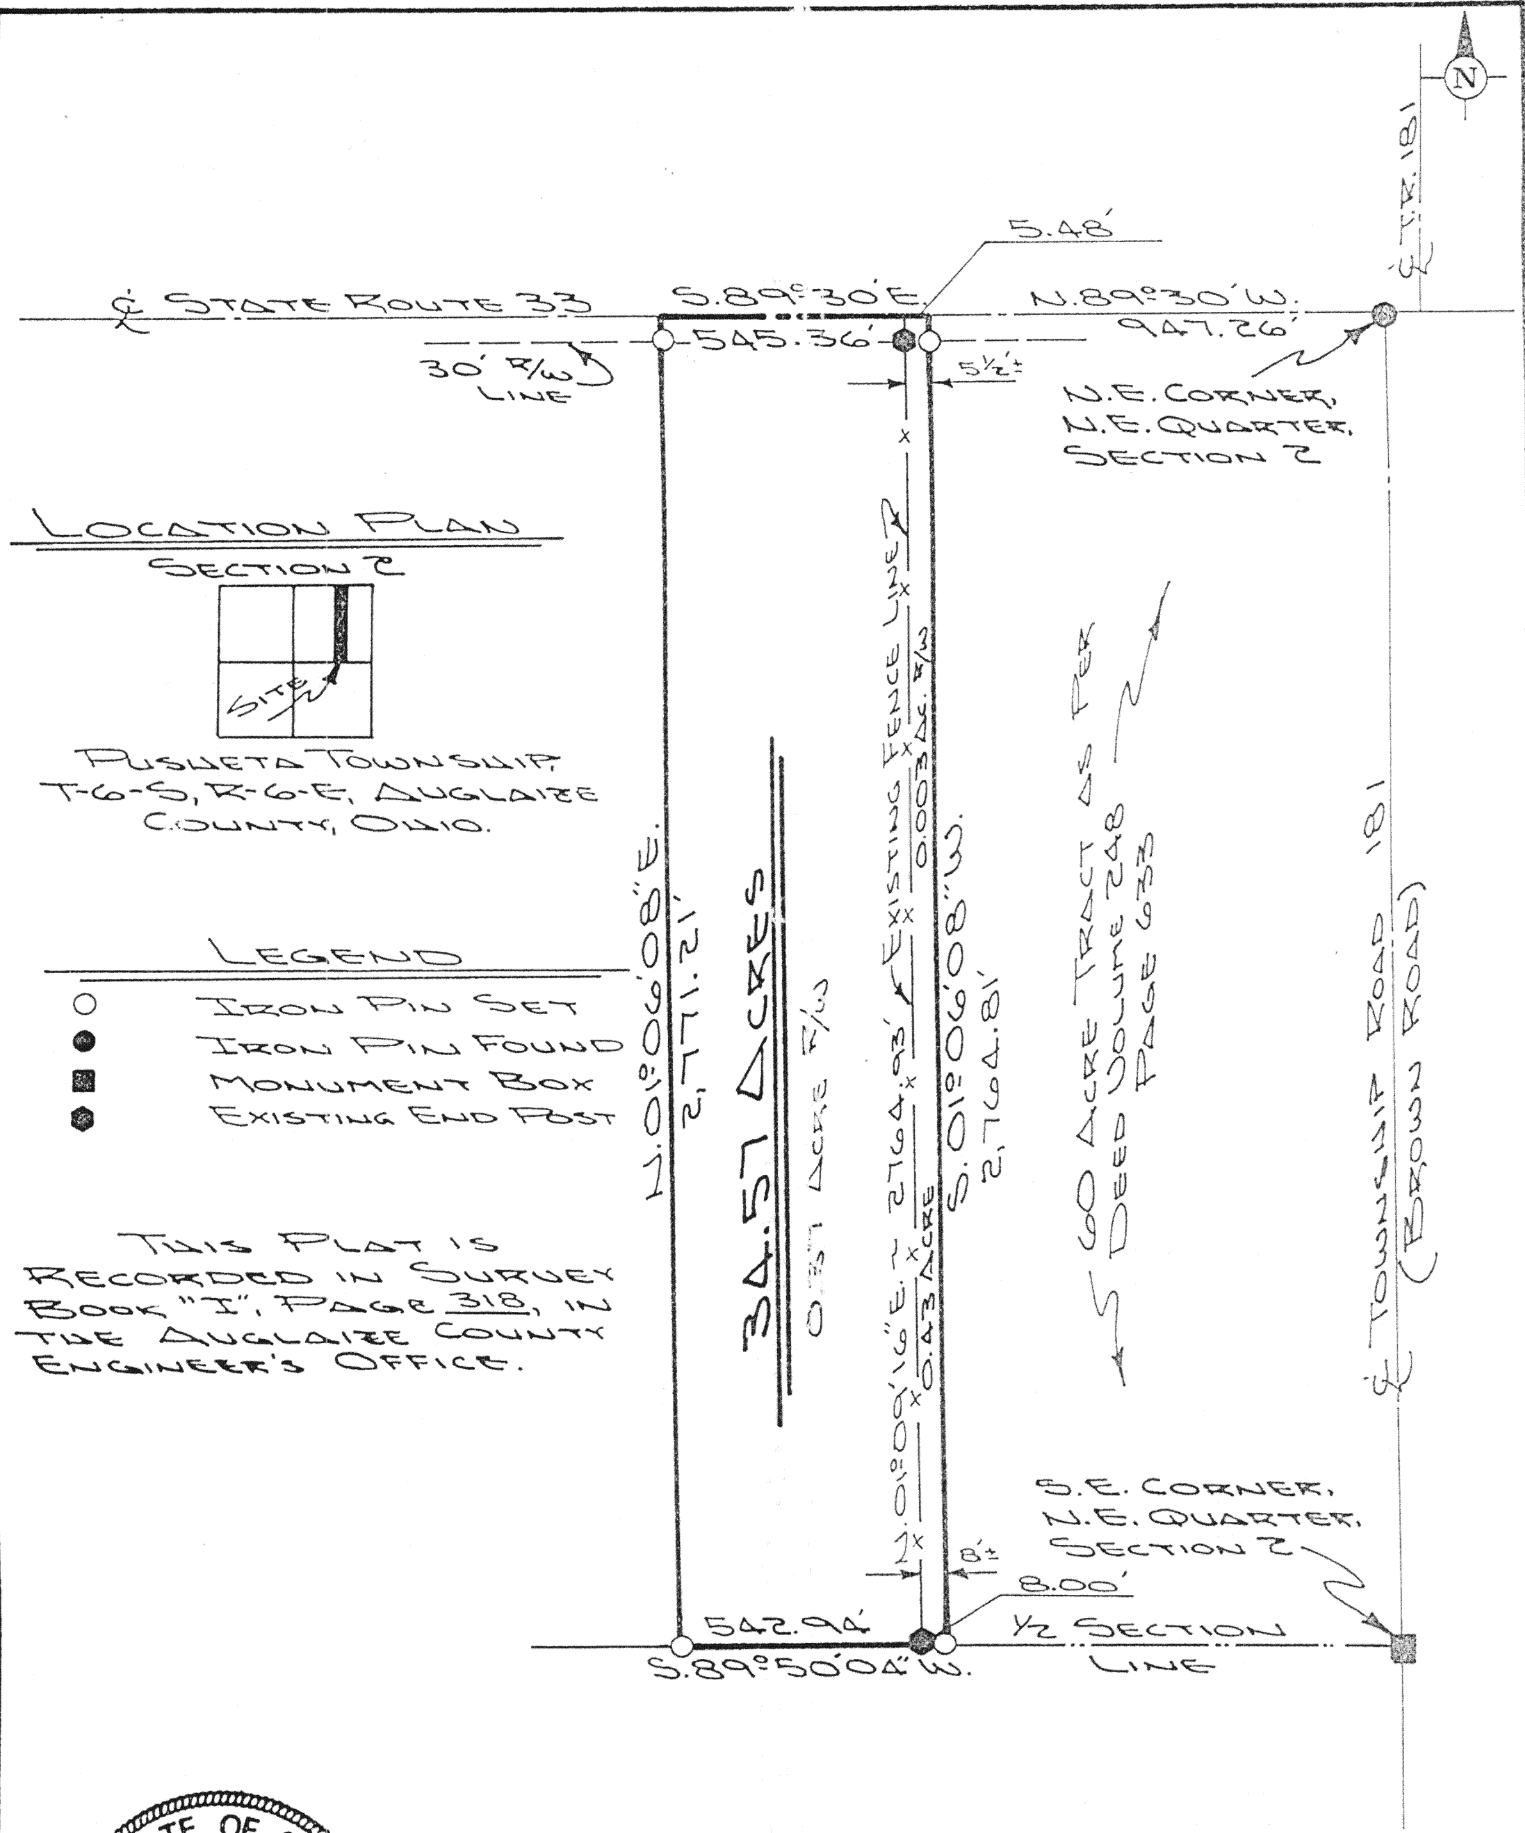 N
℄ T.R. 181
5.48'
℄ STATE ROUTE 33
S.89°30'E.
545.36'
N.89°30'W.
947.26'
30' R/W
LINE
5½'±
N.E. CORNER,
N.E. QUARTER,
SECTION 2
LOCATION PLAN
SECTION 2
SITE
PUSHETA TOWNSHIP,
T-6-S, R-6-E, AUGLAIZE
COUNTY, OHIO.
LEGEND
IRON PIN SET
IRON PIN FOUND
MONUMENT BOX
EXISTING END POST
THIS PLAT IS
RECORDED IN SURVEY
BOOK "I", PAGE 318, IN
THE AUGLAIZE COUNTY
ENGINEER'S OFFICE.
N.01°06'08"E.
2,771.21'
34.57 ACRES
0.37 ACRE R/W
N.01°09'16"E. ~ 2764.93'
EXISTING FENCE LINE
0.003 AC. R/W
0.43 ACRE
S.01°06'08"W.
2,764.81'
60 ACRE TRACT AS PER
DEED VOLUME 248
PAGE 633
℄ TOWNSHIP ROAD 181
(BROWN ROAD)
S.E. CORNER,
N.E. QUARTER,
SECTION 2
8'±
8.00'
542.94'
S.89°50'04"W.
½ SECTION
LINE
TE OF